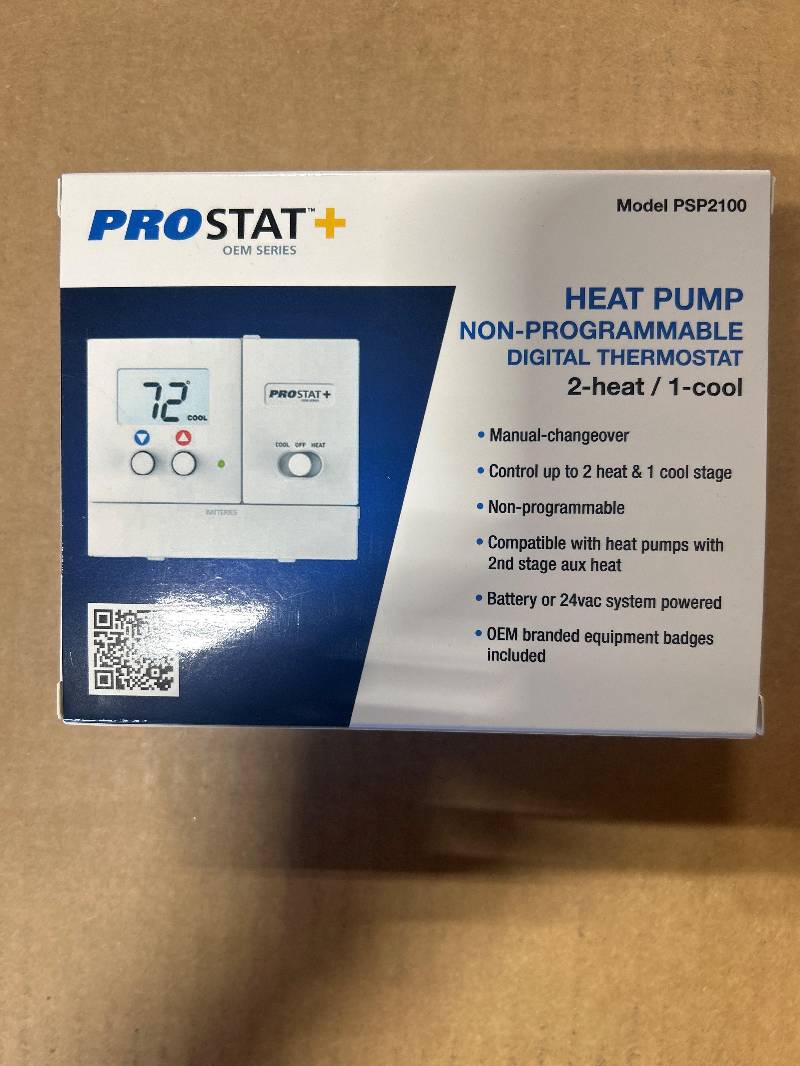 PROSTAT™+
OEM SERIES
Model PSP2100
HEAT PUMP
NON-PROGRAMMABLE
DIGITAL THERMOSTAT
2-heat / 1-cool
• Manual-changeover
• Control up to 2 heat & 1 cool stage
• Non-programmable
• Compatible with heat pumps with
2nd stage aux heat
• Battery or 24vac system powered
• OEM branded equipment badges
included
72°
COOL
PROSTAT+
COOL OFF HEAT
BATTERIES